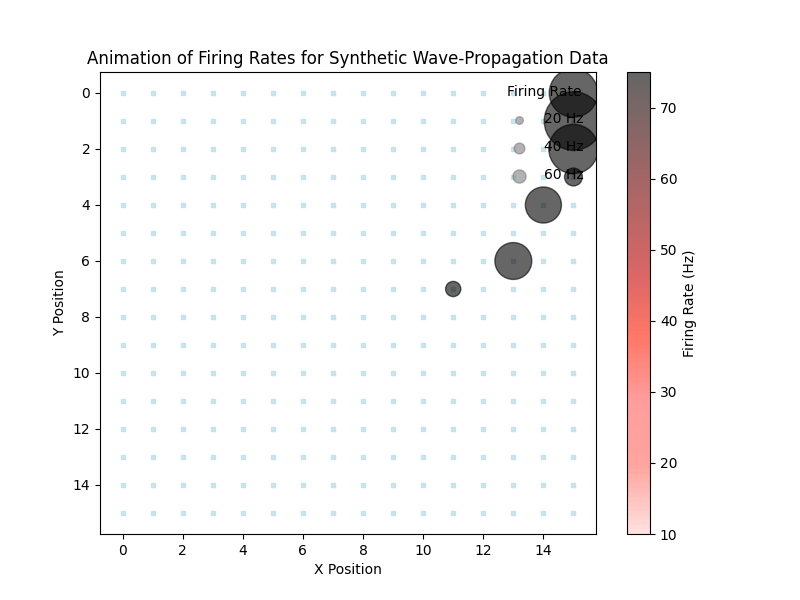 Animation of Firing Rates for Synthetic Wave-Propagation Data
Firing Rate
20 Hz
40 Hz
60 Hz
0
2
4
6
8
10
12
14
Y Position
0
2
4
6
8
10
12
14
X Position
70
60
50
40
30
20
10
Firing Rate (Hz)